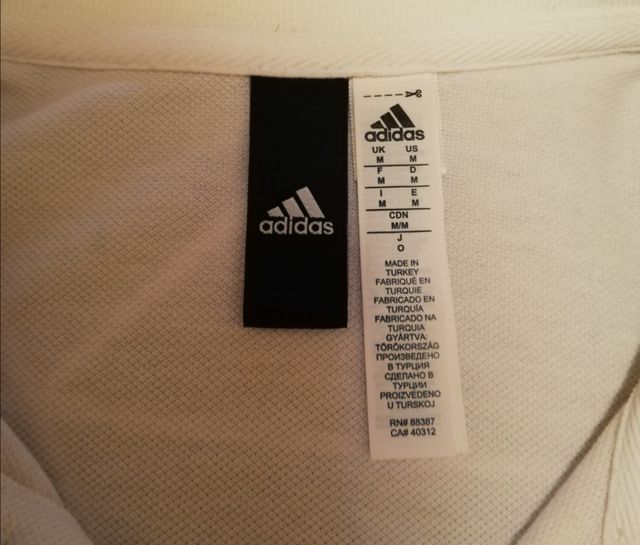 adidas
adidas
UK US
M M
F D
M M
I E
M M
CDN
M/M
J
O
MADE IN
TURKEY
FABRIQUÉ EN
TURQUIE
FABRICADO EN
TURQUÍA
FABRICADO NA
TURQUIA
GYÁRTVA:
TÖRÖKORSZÁG
ПРОИЗВЕДЕНО
В ТУРЦИЯ
СДЕЛАНО В
ТУРЦИИ
PROIZVEDENO
U TURSKOJ
RN# 88387
CA# 40312